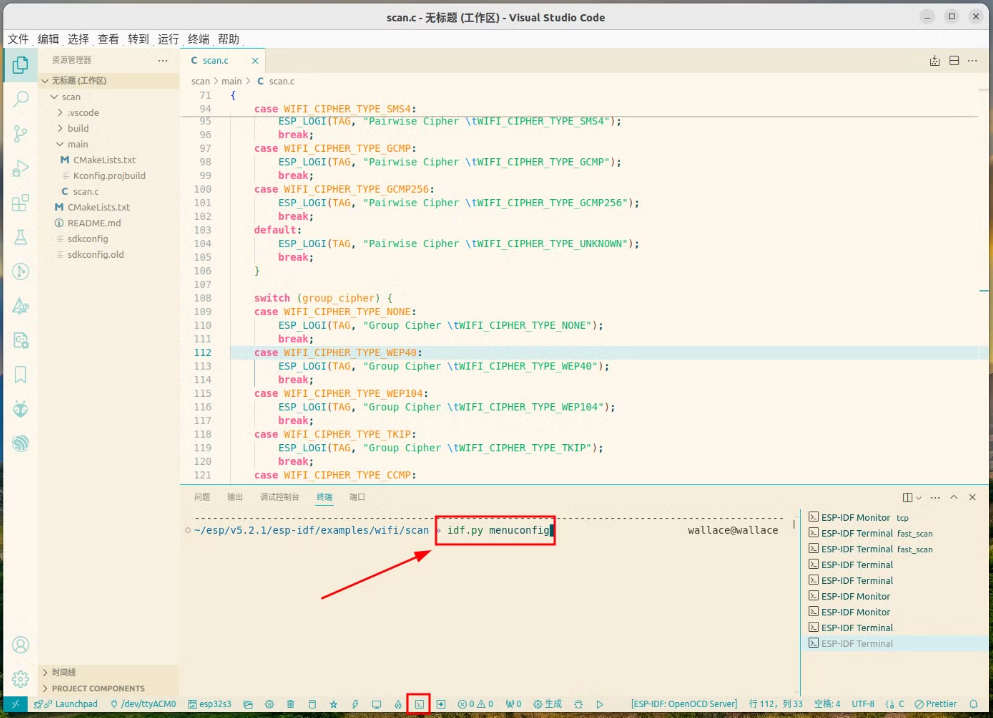 scan.c - 无标题 (工作区) - Visual Studio Code
文件 编辑 选择 查看 转到 运行 终端 帮助
资源管理器
无标题 (工作区)
scan
.vscode
build
main
CMakeLists.txt
Kconfig.projbuild
scan.c
CMakeLists.txt
README.md
sdkconfig
sdkconfig.old
时间线
PROJECT COMPONENTS
C scan.c
scan > main > C scan.c
71 {
94 case WIFI_CIPHER_TYPE_SMS4:
95 ESP_LOGI(TAG, "Pairwise Cipher \tWIFI_CIPHER_TYPE_SMS4");
96 break;
97 case WIFI_CIPHER_TYPE_GCMP:
98 ESP_LOGI(TAG, "Pairwise Cipher \tWIFI_CIPHER_TYPE_GCMP");
99 break;
100 case WIFI_CIPHER_TYPE_GCMP256:
101 ESP_LOGI(TAG, "Pairwise Cipher \tWIFI_CIPHER_TYPE_GCMP256");
102 break;
103 default:
104 ESP_LOGI(TAG, "Pairwise Cipher \tWIFI_CIPHER_TYPE_UNKNOWN");
105 break;
106 }
107
108 switch (group_cipher) {
109 case WIFI_CIPHER_TYPE_NONE:
110 ESP_LOGI(TAG, "Group Cipher \tWIFI_CIPHER_TYPE_NONE");
111 break;
112 case WIFI_CIPHER_TYPE_WEP40:
113 ESP_LOGI(TAG, "Group Cipher \tWIFI_CIPHER_TYPE_WEP40");
114 break;
115 case WIFI_CIPHER_TYPE_WEP104:
116 ESP_LOGI(TAG, "Group Cipher \tWIFI_CIPHER_TYPE_WEP104");
117 break;
118 case WIFI_CIPHER_TYPE_TKIP:
119 ESP_LOGI(TAG, "Group Cipher \tWIFI_CIPHER_TYPE_TKIP");
120 break;
121 case WIFI_CIPHER_TYPE_CCMP:
问题 输出 调试控制台 终端 端口
~/esp/v5.2.1/esp-idf/examples/wifi/scan » idf.py menuconfig wallace@wallace
ESP-IDF Monitor tcp
ESP-IDF Terminal fast_scan
ESP-IDF Terminal fast_scan
ESP-IDF Terminal
ESP-IDF Terminal
ESP-IDF Monitor
ESP-IDF Monitor
ESP-IDF Terminal
ESP-IDF Terminal
Launchpad /dev/ttyACM0 esp32s3 0 0 0 生成 [ESP-IDF: OpenOCD Server] 行 112，列 33 空格: 4 UTF-8 C Prettier